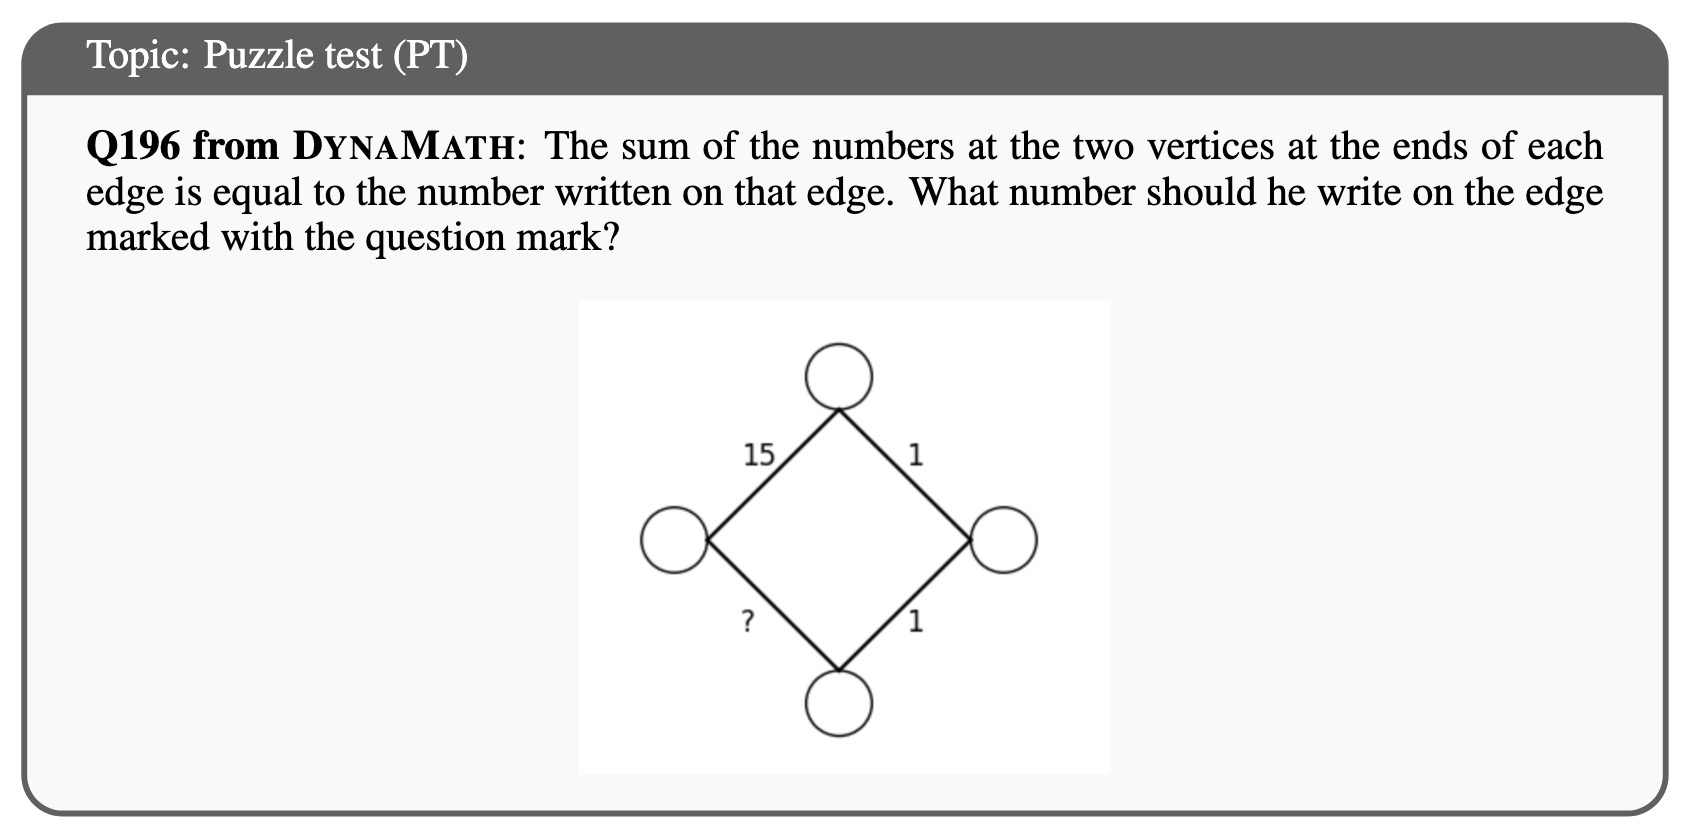 Topic: Puzzle test (PT)
Q196 from DYNAMATH: The sum of the numbers at the two vertices at the ends of each
edge is equal to the number written on that edge. What number should he write on the edge
marked with the question mark?
15 1
? 1